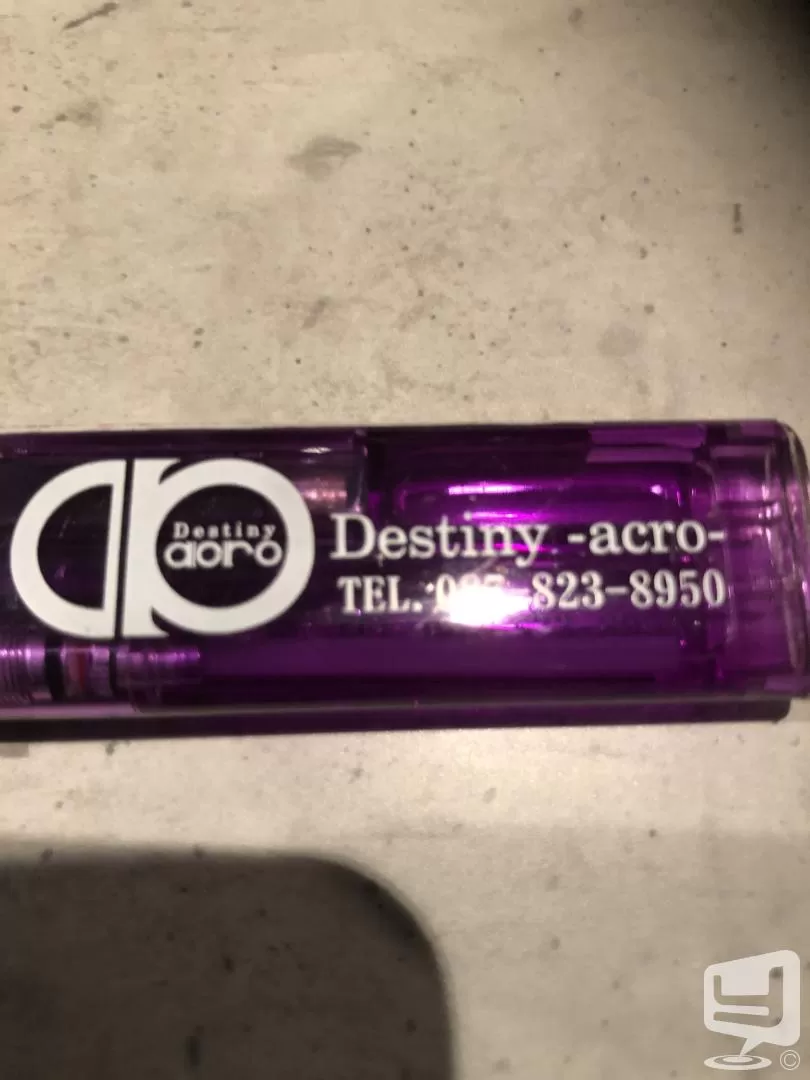 Destiny
acro
Destiny -acro-
TEL. 823-8950